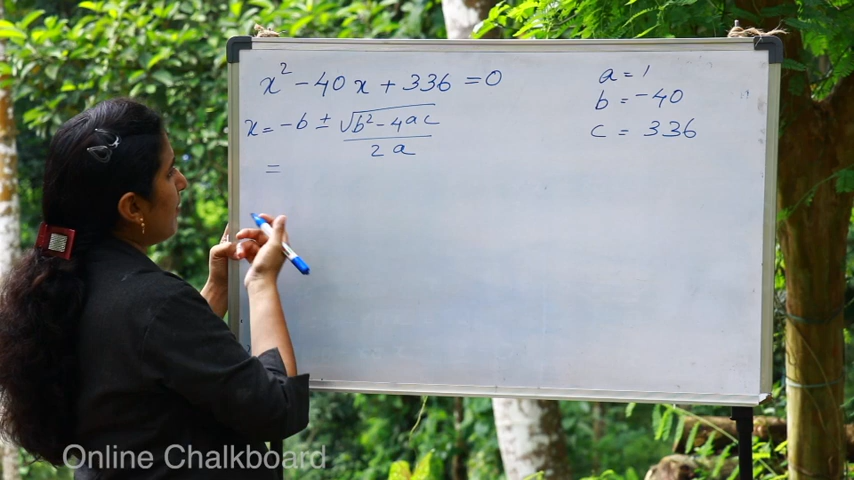 x² - 40x + 336 = 0
x = -b ± √b² - 4ac
2a
=
a = 1
b = -40
c = 336
Online Chalkboard